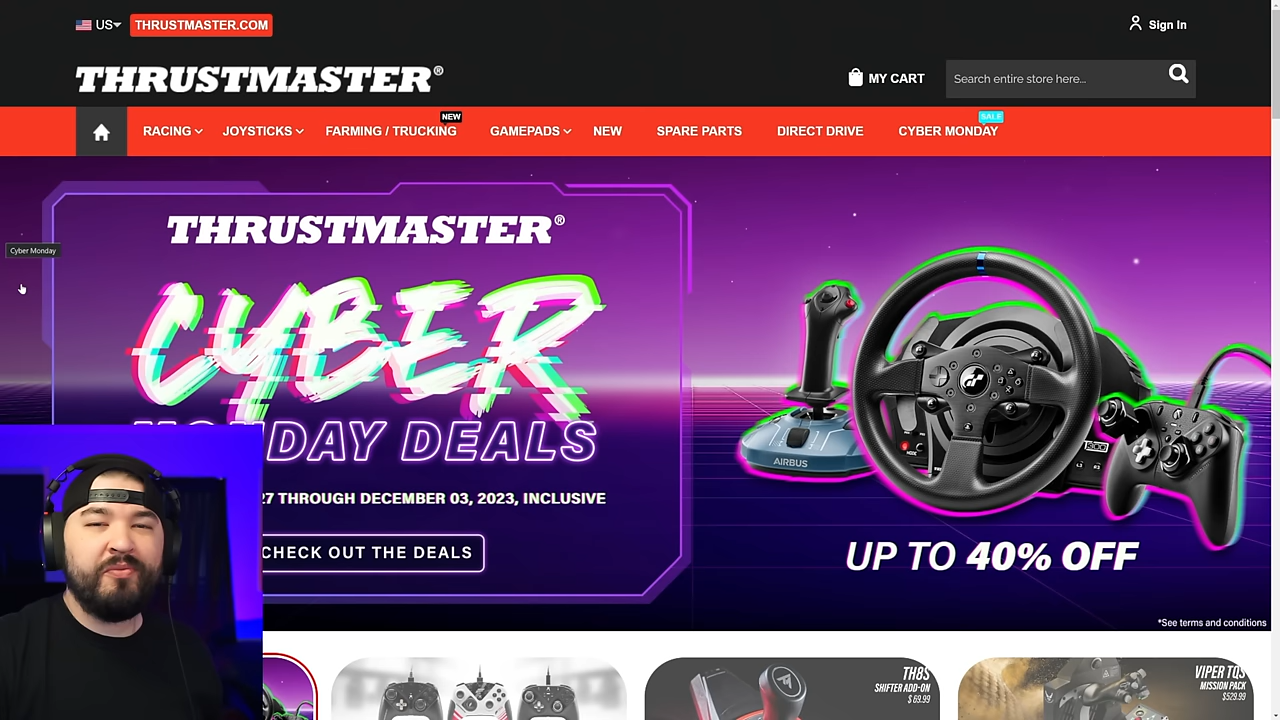 US
THRUSTMASTER.COM
Sign In
THRUSTMASTER®
MY CART
Search entire store here...
NEW
SALE
RACING
JOYSTICKS
FARMING / TRUCKING
GAMEPADS
NEW
SPARE PARTS
DIRECT DRIVE
CYBER MONDAY
THRUSTMASTER®
Cyber Monday
CYBER
DAY DEALS
27 THROUGH DECEMBER 03, 2023, INCLUSIVE
CHECK OUT THE DEALS
AIRBUS
GT
UP TO 40% OFF
*See terms and conditions
TH8S
SHIFTER ADD-ON
$ 69.99
VIPER TQS
MISSION PACK
$529.99